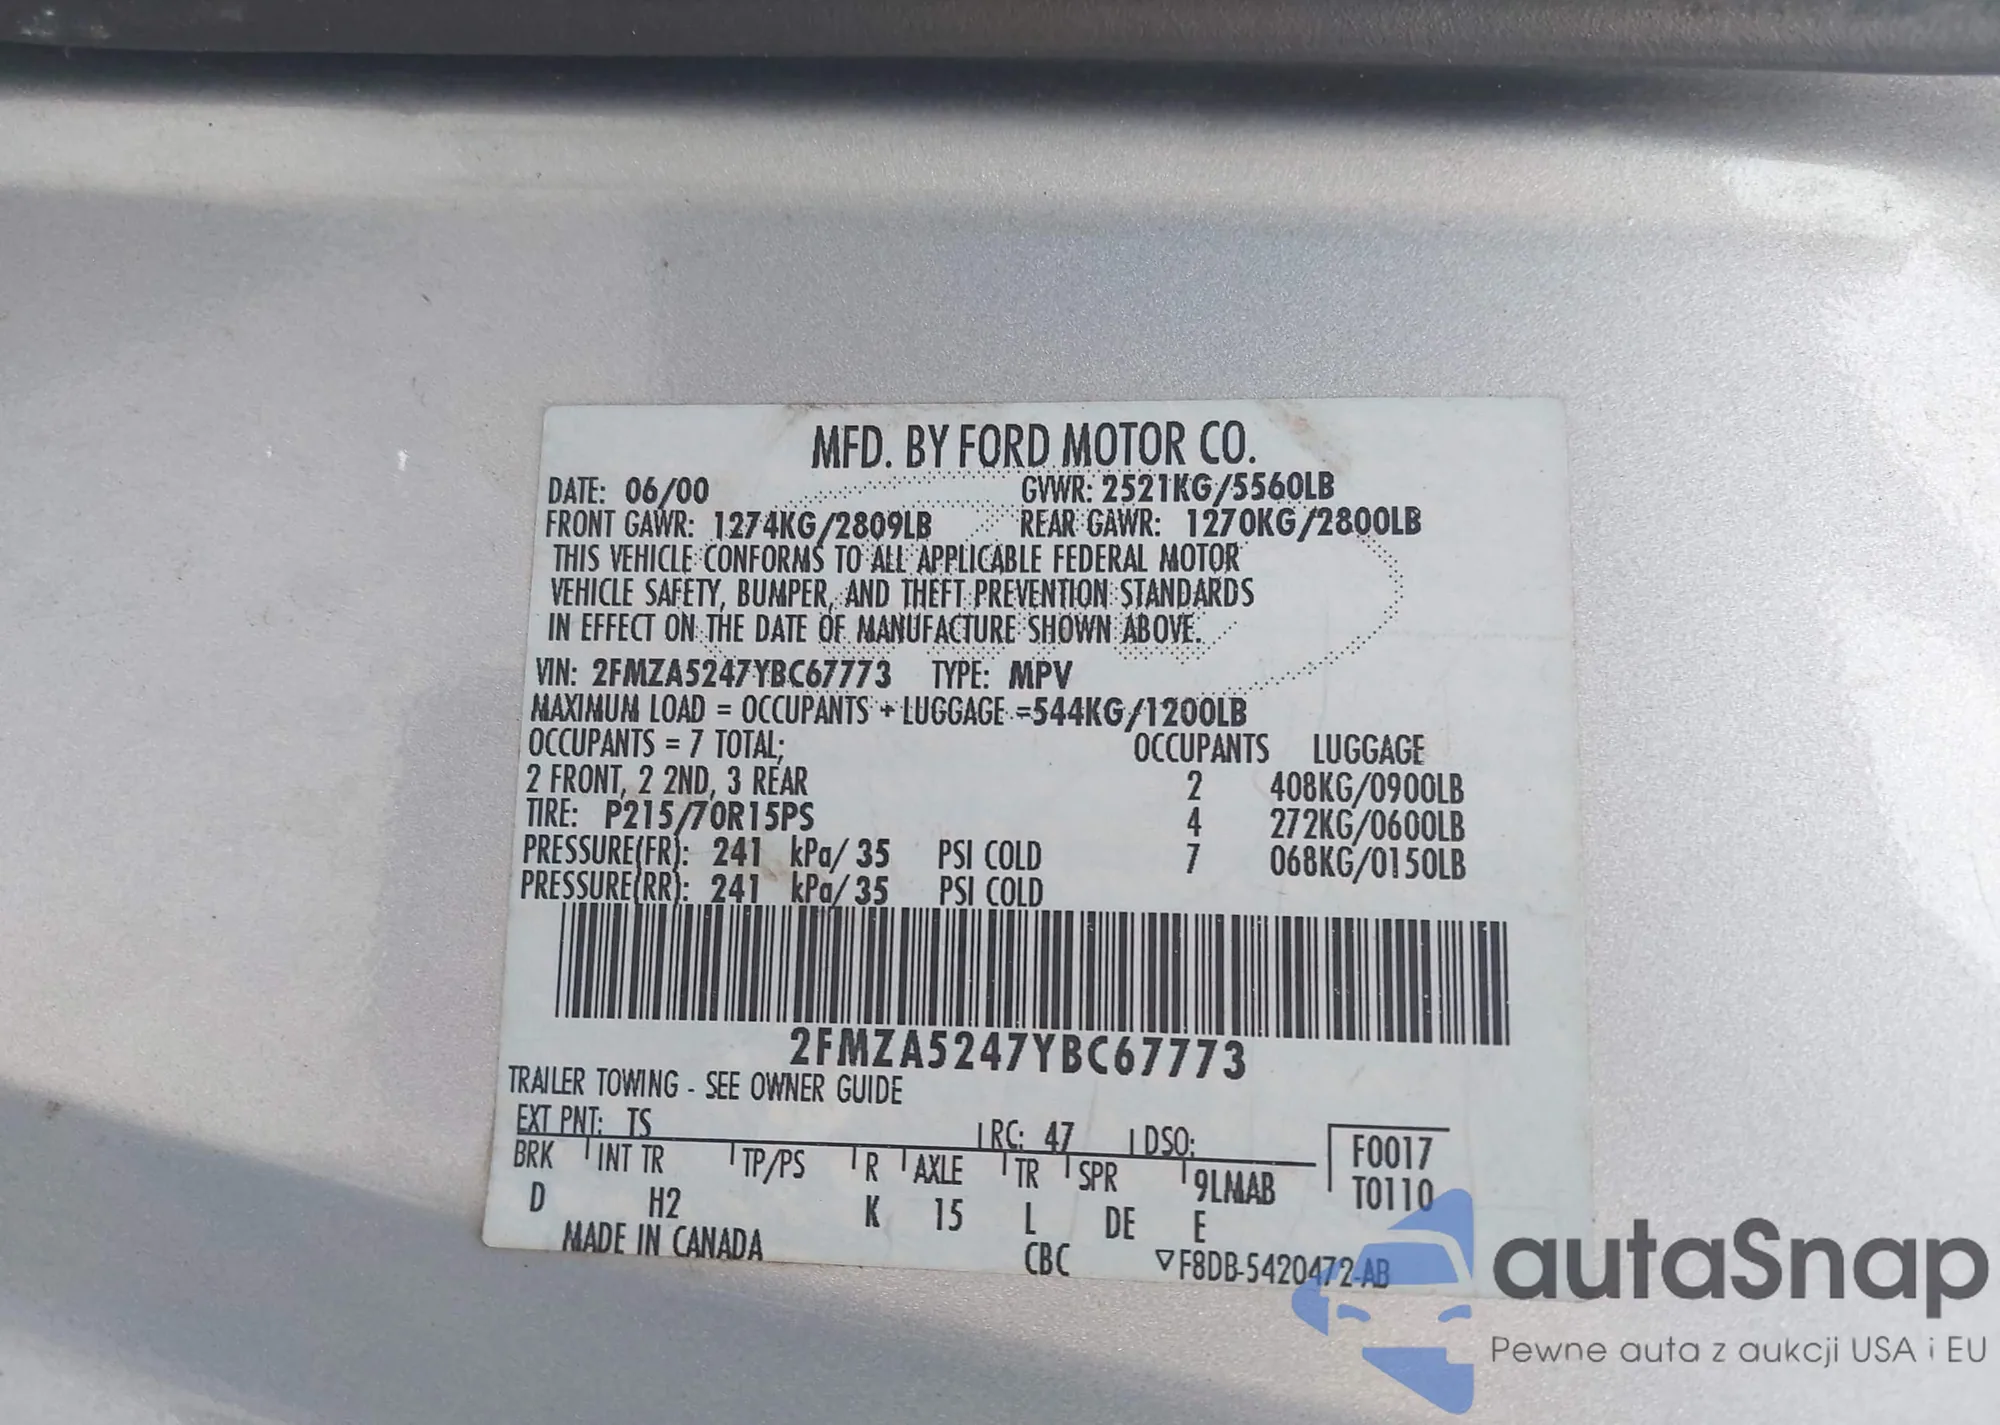 MFD. BY FORD MOTOR CO.
DATE: 06/00 GVWR: 2521KG/5560LB
FRONT GAWR: 1274KG/2809LB REAR GAWR: 1270KG/2800LB
THIS VEHICLE CONFORMS TO ALL APPLICABLE FEDERAL MOTOR
VEHICLE SAFETY, BUMPER, AND THEFT PREVENTION STANDARDS
IN EFFECT ON THE DATE OF MANUFACTURE SHOWN ABOVE.
VIN: 2FMZA5247YBC67773 TYPE: MPV
MAXIMUM LOAD = OCCUPANTS + LUGGAGE =544KG/1200LB
OCCUPANTS = 7 TOTAL; OCCUPANTS LUGGAGE
2 FRONT, 2 2ND, 3 REAR 2 408KG/0900LB
TIRE: P215/70R15PS 4 272KG/0600LB
PRESSURE(FR): 241 kPa/ 35 PSI COLD 7 068KG/0150LB
PRESSURE(RR): 241 kPa/ 35 PSI COLD
2FMZA5247YBC67773
TRAILER TOWING - SEE OWNER GUIDE
EXT PNT: TS RC: 47 DSO: F0017
BRK INT TR TP/PS R AXLE TR SPR 9LMAB T0110
D H2 K 15 L DE E
MADE IN CANADA CBC ▽F8DB-5420472-AB
autoSnap
Pewne auta z aukcji USA i EU